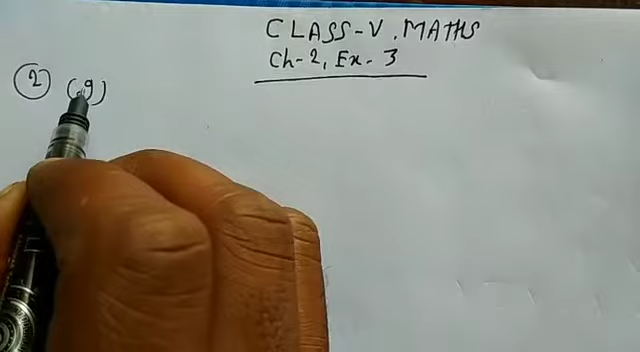 CLASS-V. MATHS
Ch-2, Ex-3
② (g)